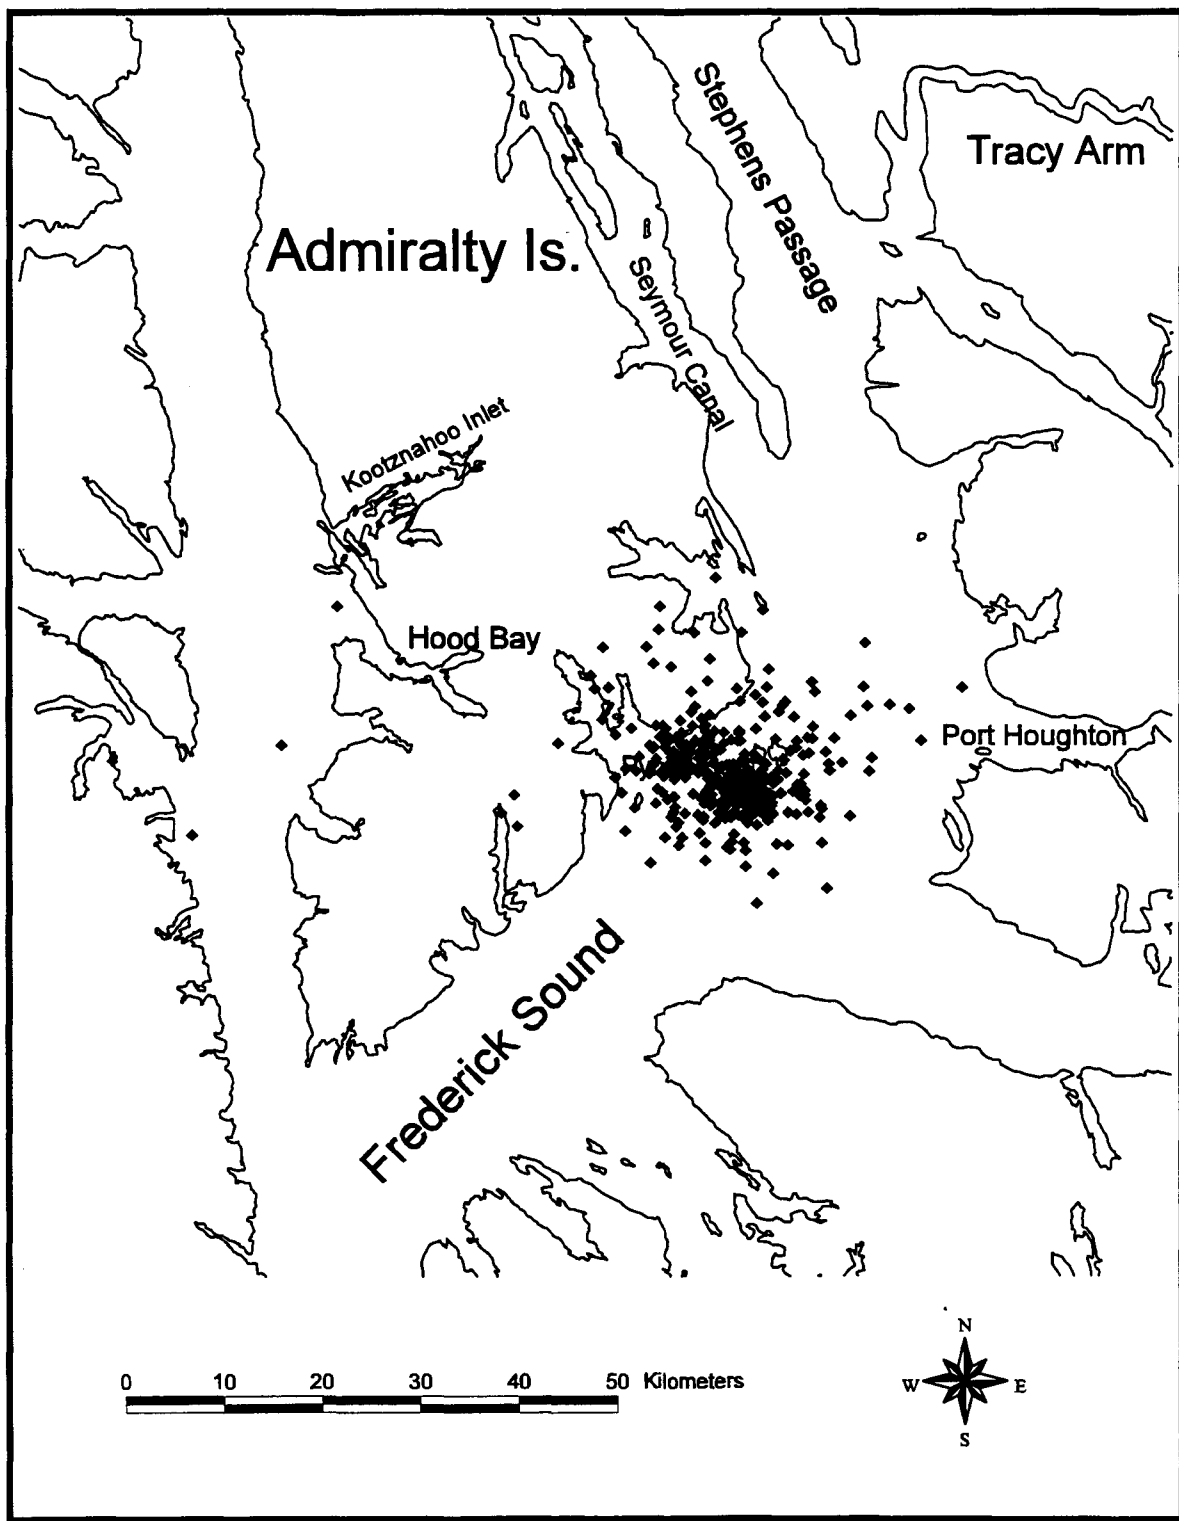 Stephens Passage
Tracy Arm
Admiralty Is.
Seymour Canal
Kootznahoo Inlet
Hood Bay
Port Houghton
Frederick Sound
N
W
E
S
0 10 20 30 40 50 Kilometers